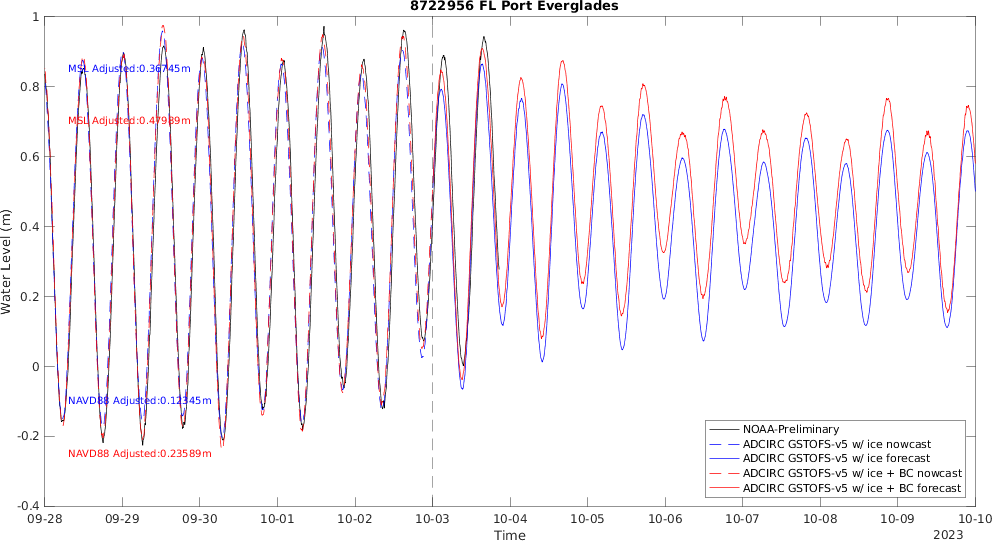 8722956 FL Port Everglades
1
0.8
0.6
0.4
0.2
0
-0.2
-0.4
Water Level (m)
MSL Adjusted:0.36745m
MSL Adjusted:0.47989m
NAVD88 Adjusted:0.12345m
NAVD88 Adjusted:0.23589m
NOAA-Preliminary
ADCIRC GSTOFS-v5 w/ ice nowcast
ADCIRC GSTOFS-v5 w/ ice forecast
ADCIRC GSTOFS-v5 w/ ice + BC nowcast
ADCIRC GSTOFS-v5 w/ ice + BC forecast
09-28 09-29 09-30 10-01 10-02 10-03 10-04 10-05 10-06 10-07 10-08 10-09 10-10
Time
2023